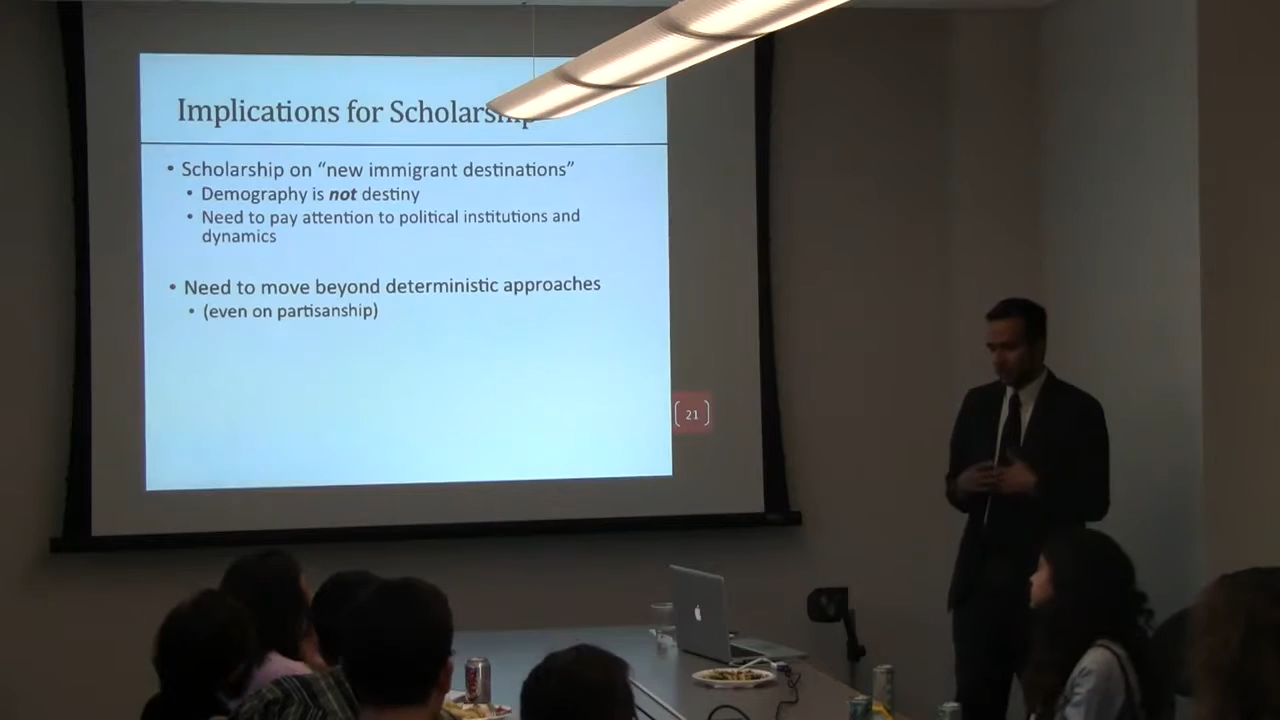 Implications for Scholarship
• Scholarship on “new immigrant destinations”
• Demography is not destiny
• Need to pay attention to political institutions and
dynamics
• Need to move beyond deterministic approaches
• (even on partisanship)
21